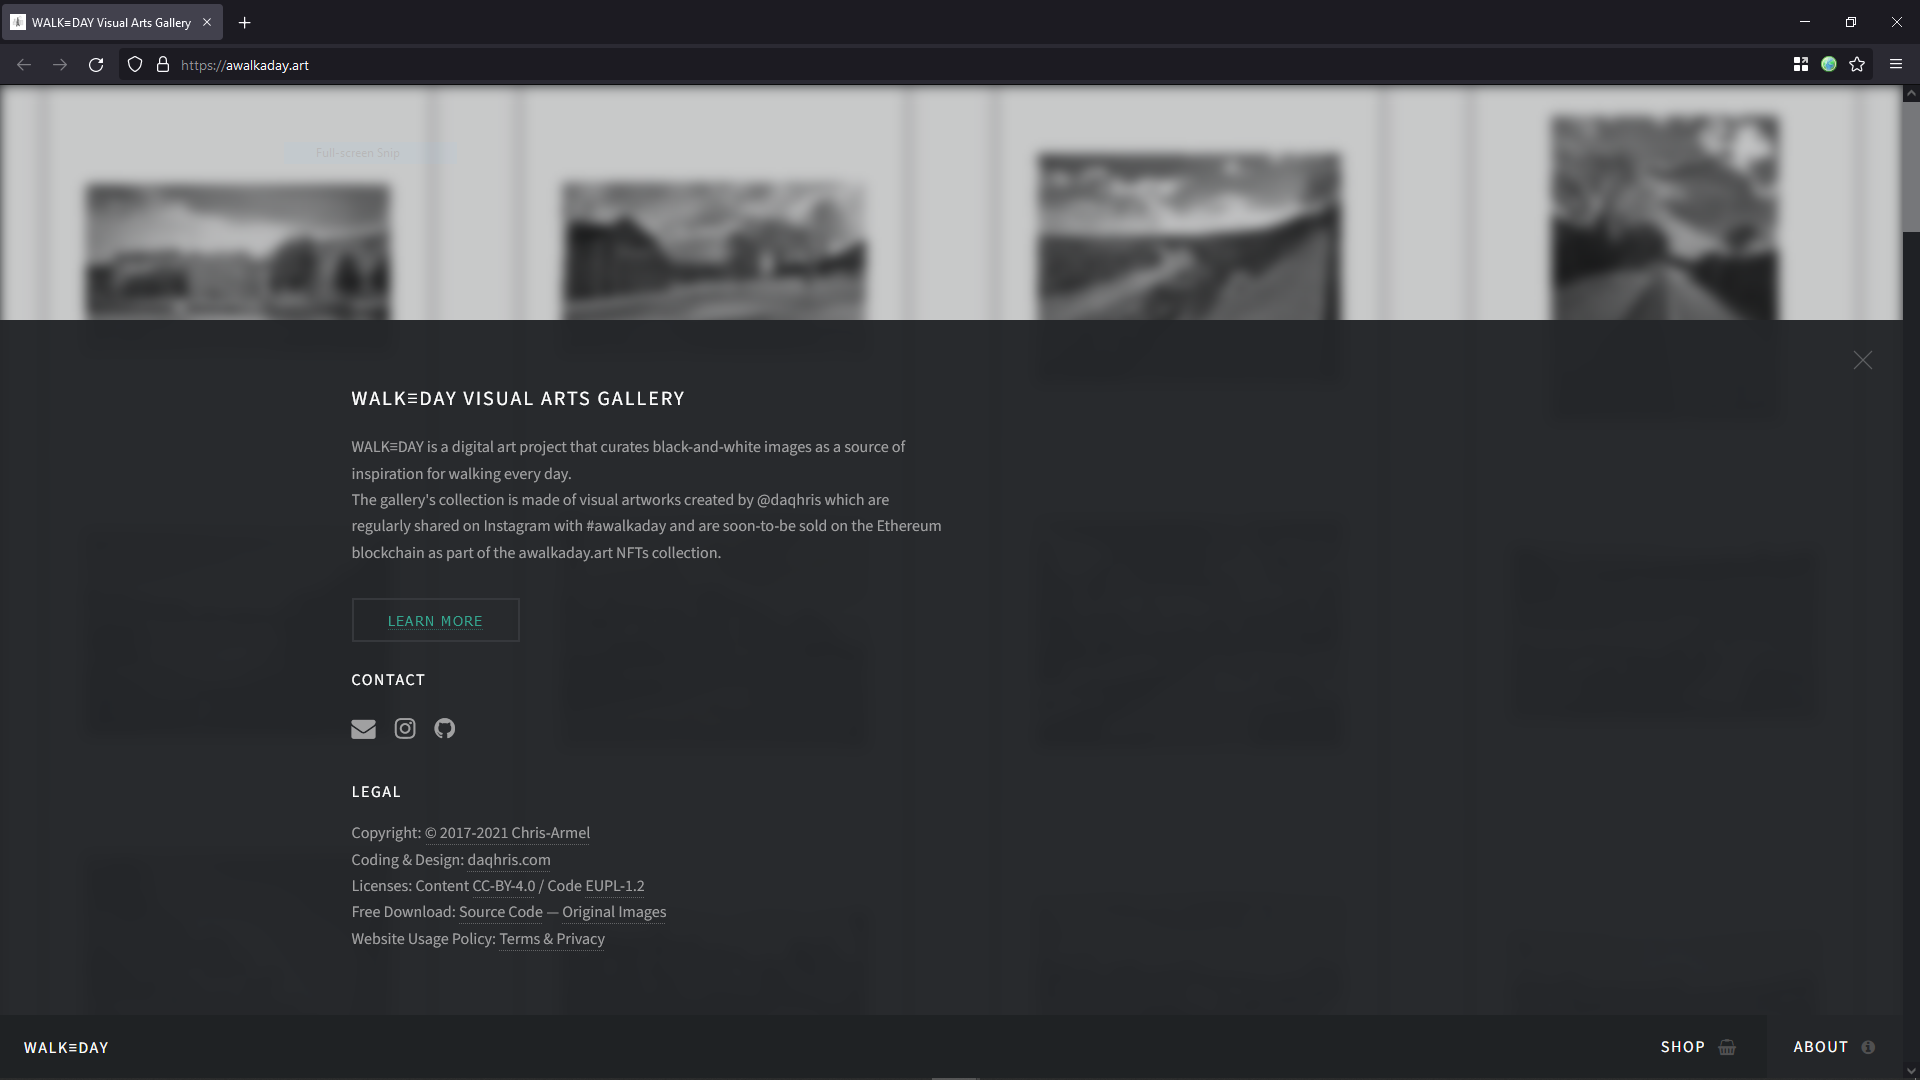 WALK≡DAY Visual Arts Gallery
https://awalkaday.art
Full-screen Snip
WALK≡DAY VISUAL ARTS GALLERY
WALK≡DAY is a digital art project that curates black-and-white images as a source of
inspiration for walking every day.
The gallery's collection is made of visual artworks created by @daqhris which are
regularly shared on Instagram with #awalkaday and are soon-to-be sold on the Ethereum
blockchain as part of the awalkaday.art NFTs collection.
LEARN MORE
CONTACT
LEGAL
Copyright: © 2017-2021 Chris-Armel
Coding & Design: daqhris.com
Licenses: Content CC-BY-4.0 / Code EUPL-1.2
Free Download: Source Code — Original Images
Website Usage Policy: Terms & Privacy
WALK≡DAY
SHOP
ABOUT